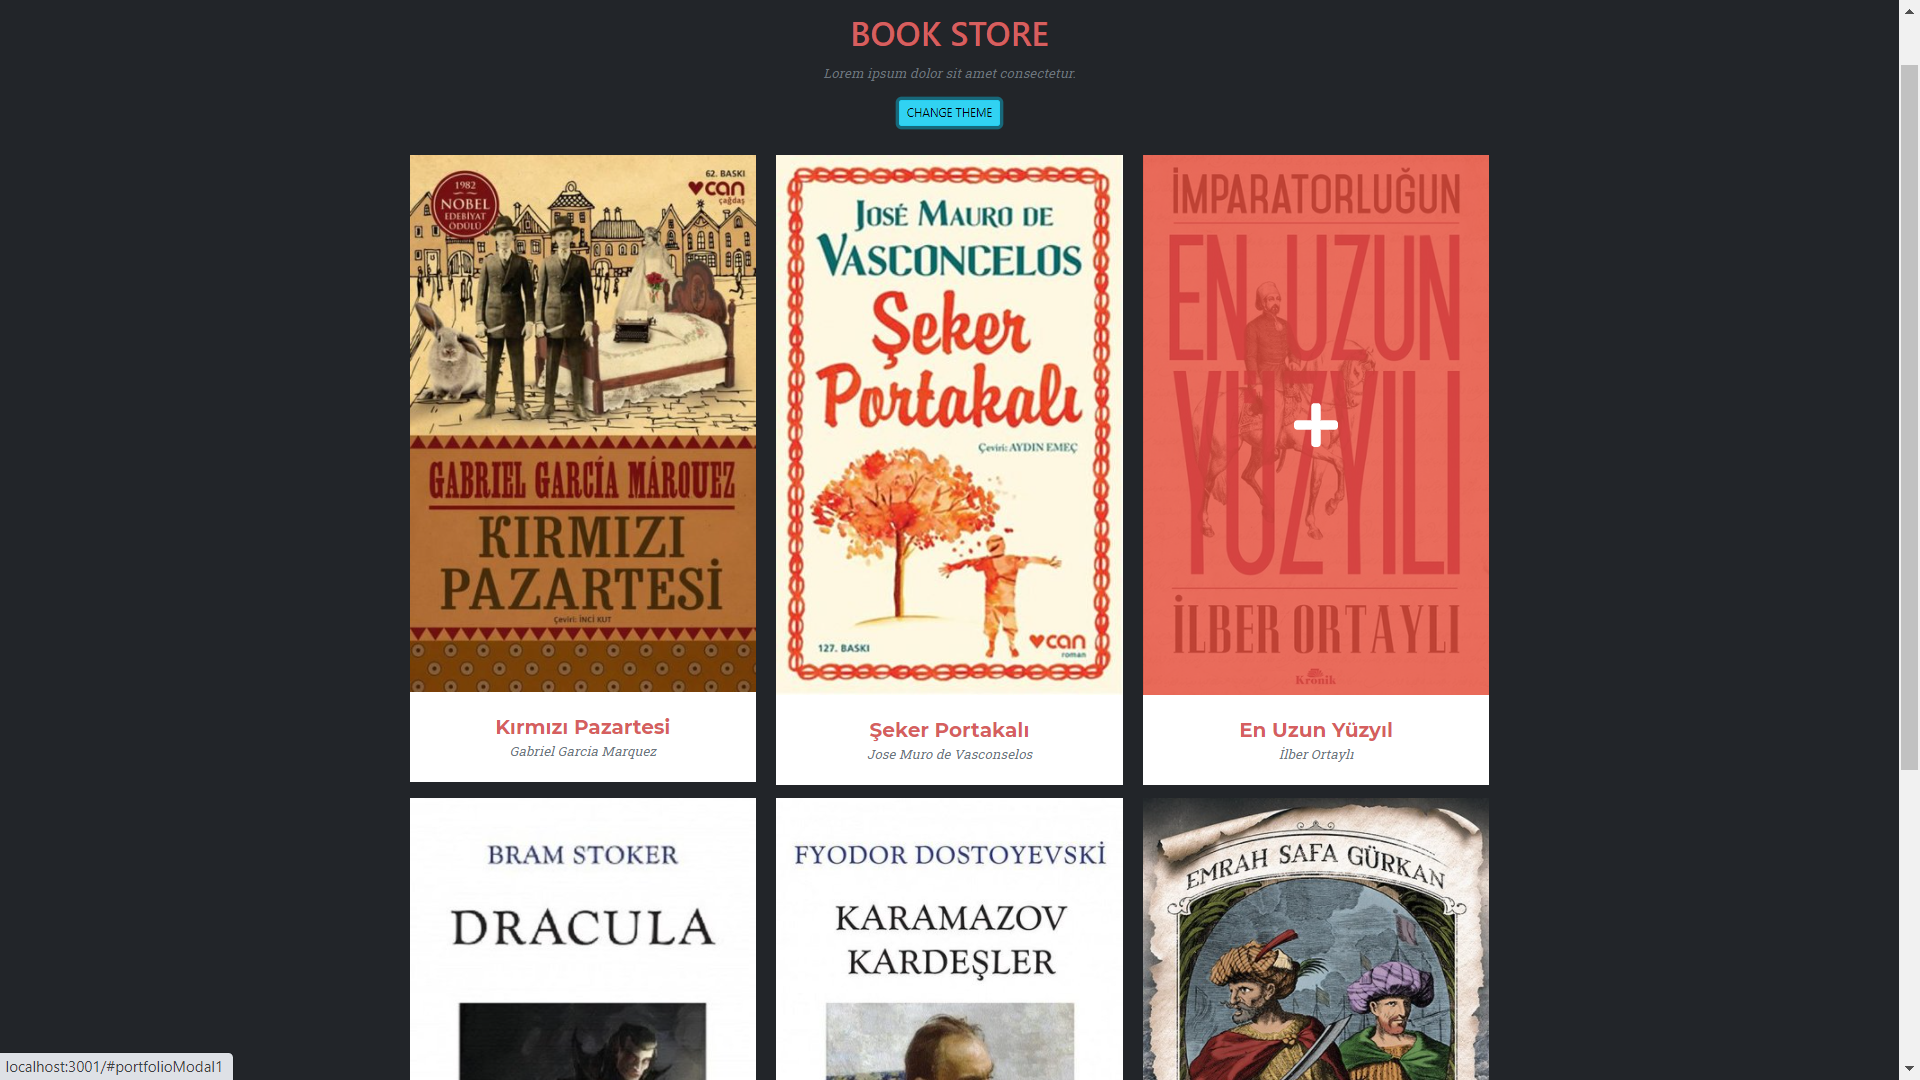 BOOK STORE
Lorem ipsum dolor sit amet consectetur.
CHANGE THEME
1982
NOBEL
EDEBİYAT
ÖDÜLÜ
62. BASKI
can
çağdaş
GABRIEL GARCÍA MÁRQUEZ
KIRMIZI
PAZARTESİ
Çeviri: İNCİ KUT
Kırmızı Pazartesi
Gabriel Garcia Marquez
JOSÉ MAURO DE
VASCONCELOS
Şeker
Portakalı
Çeviri: AYDIN EMEÇ
127. BASKI
can
roman
Şeker Portakalı
Jose Muro de Vasconselos
İMPARATORLUĞUN
EN UZUN
YÜZYILI
İLBER ORTAYLI
Kronik
En Uzun Yüzyıl
İlber Ortaylı
BRAM STOKER
DRACULA
FYODOR DOSTOYEVSKİ
KARAMAZOV
KARDEŞLER
EMRAH SAFA GÜRKAN
localhost:3001/#portfolioModal1